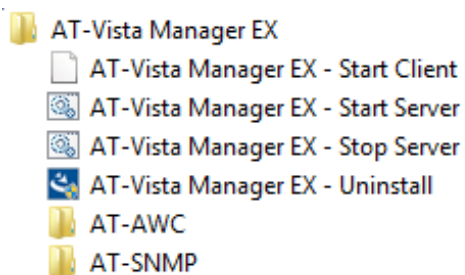 AT-Vista Manager EX
AT-Vista Manager EX - Start Client
AT-Vista Manager EX - Start Server
AT-Vista Manager EX - Stop Server
AT-Vista Manager EX - Uninstall
AT-AWC
AT-SNMP